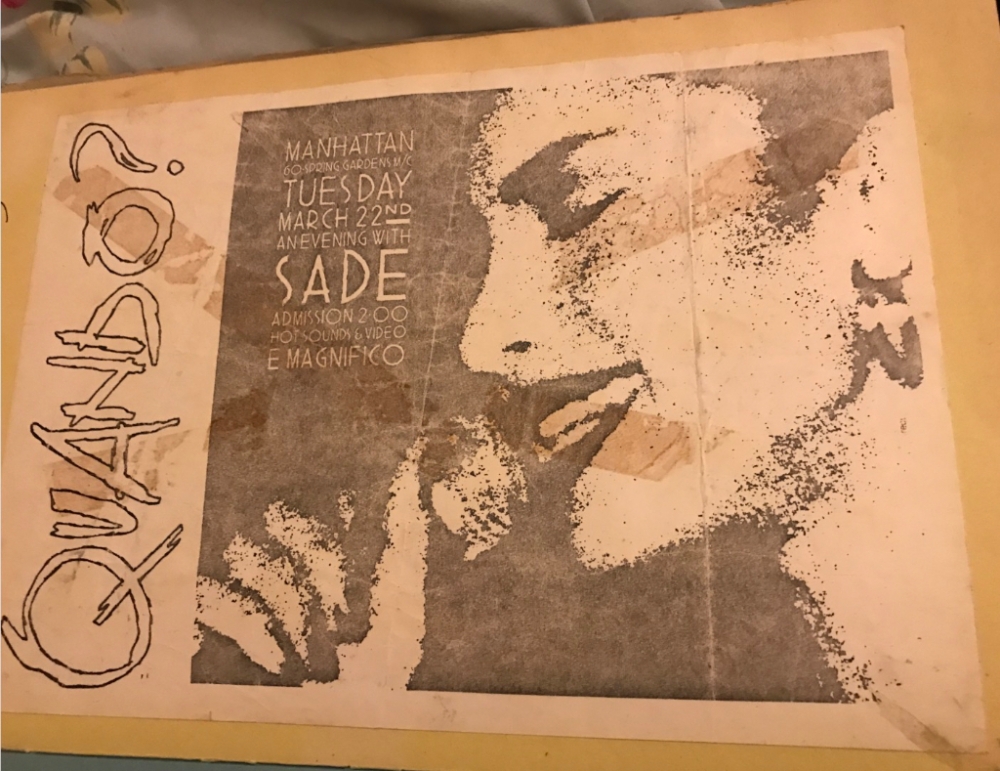 QUANDO?
MANHATTAN
60 SPRING GARDENS M/C
TUESDAY
MARCH 22ND
AN EVENING WITH
SADE
ADMISSION 2·00
HOT SOUNDS & VIDEO
E MAGNIFICO